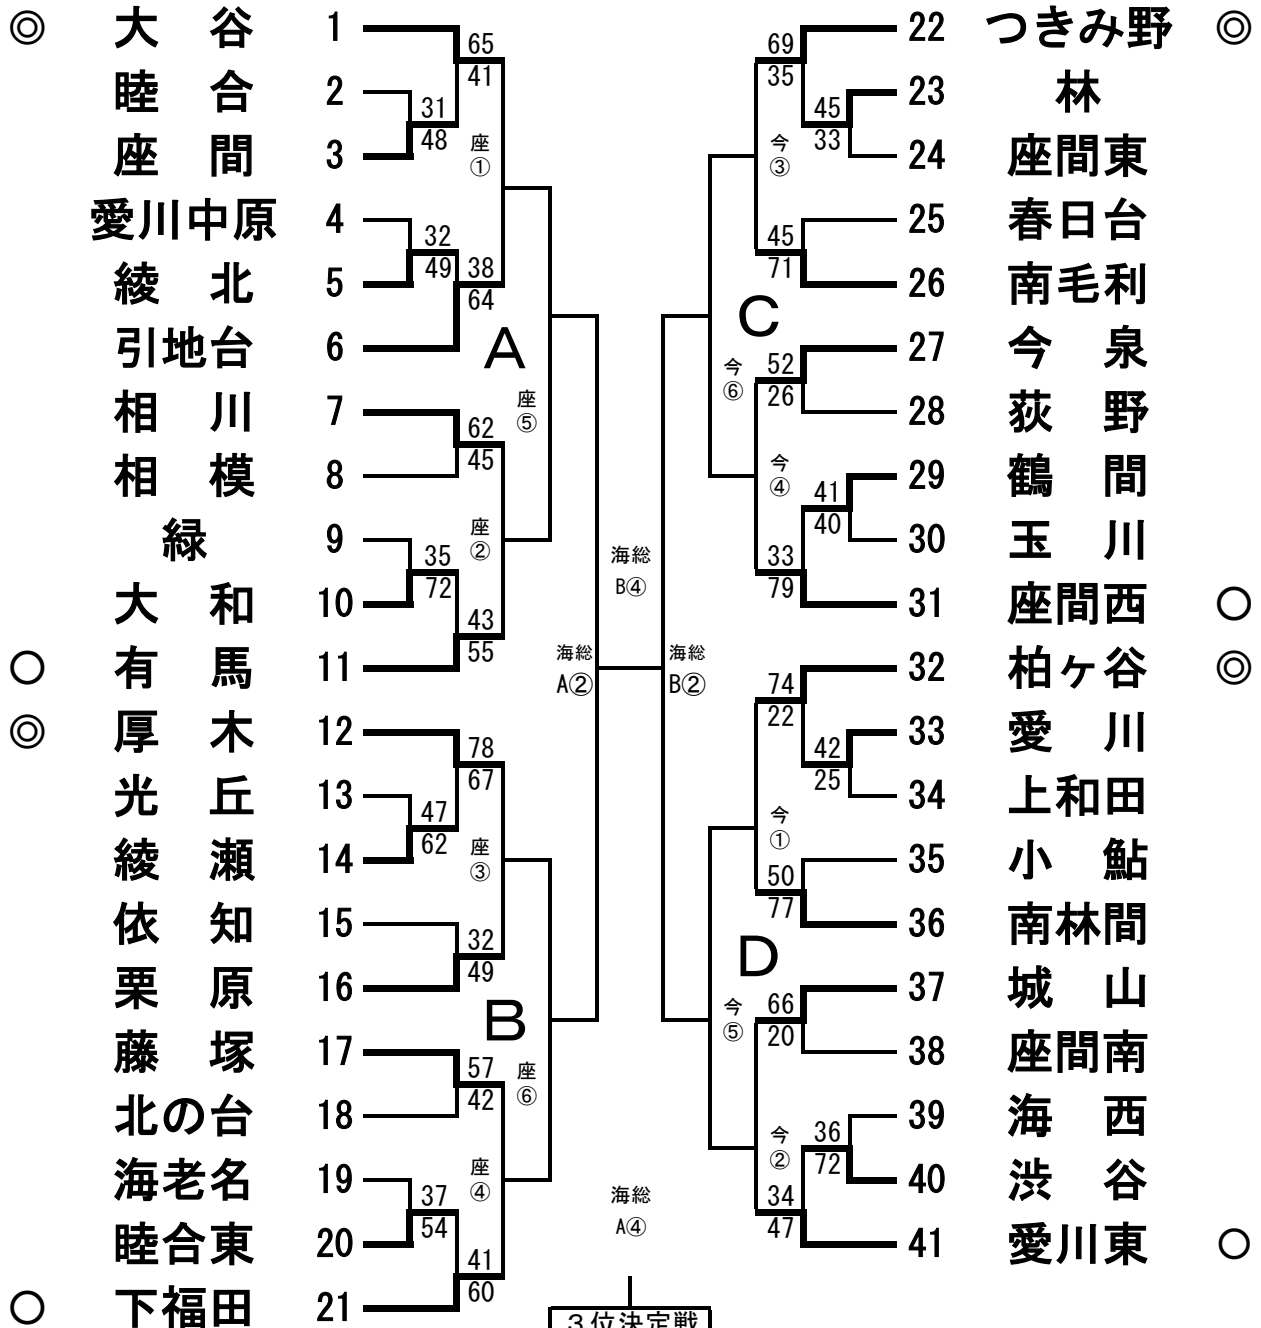 ◎ 大 谷 1
睦 合 2
座 間 3
愛川中原 4
綾 北 5
引地台 6
相 川 7
相 模 8
緑 9
大 和 10
○ 有 馬 11
◎ 厚 木 12
光 丘 13
綾 瀬 14
依 知 15
栗 原 16
藤 塚 17
北の台 18
海老名 19
睦合東 20
○ 下福田 21
65
41
31
48
座
①
32
49
38
64
A
座
⑤
62
45
座
②
35
72
43
55
78
67
47
62
座
③
32
49
B
座
⑥
57
42
座
④
37
54
41
60
海総
A②
海総
B④
海総
B②
海総
A④
3位決定戦
69
35
45
33
今
③
45
71
C
今
⑥
52
26
今
④
41
40
33
79
74
22
42
25
今
①
50
77
D
今
⑤
66
20
今
②
36
72
34
47
22 つきみ野 ◎
23 林
24 座間東
25 春日台
26 南毛利
27 今 泉
28 荻 野
29 鶴 間
30 玉 川
31 座間西 ○
32 柏ヶ谷 ◎
33 愛 川
34 上和田
35 小 鮎
36 南林間
37 城 山
38 座間南
39 海 西
40 渋 谷
41 愛川東 ○